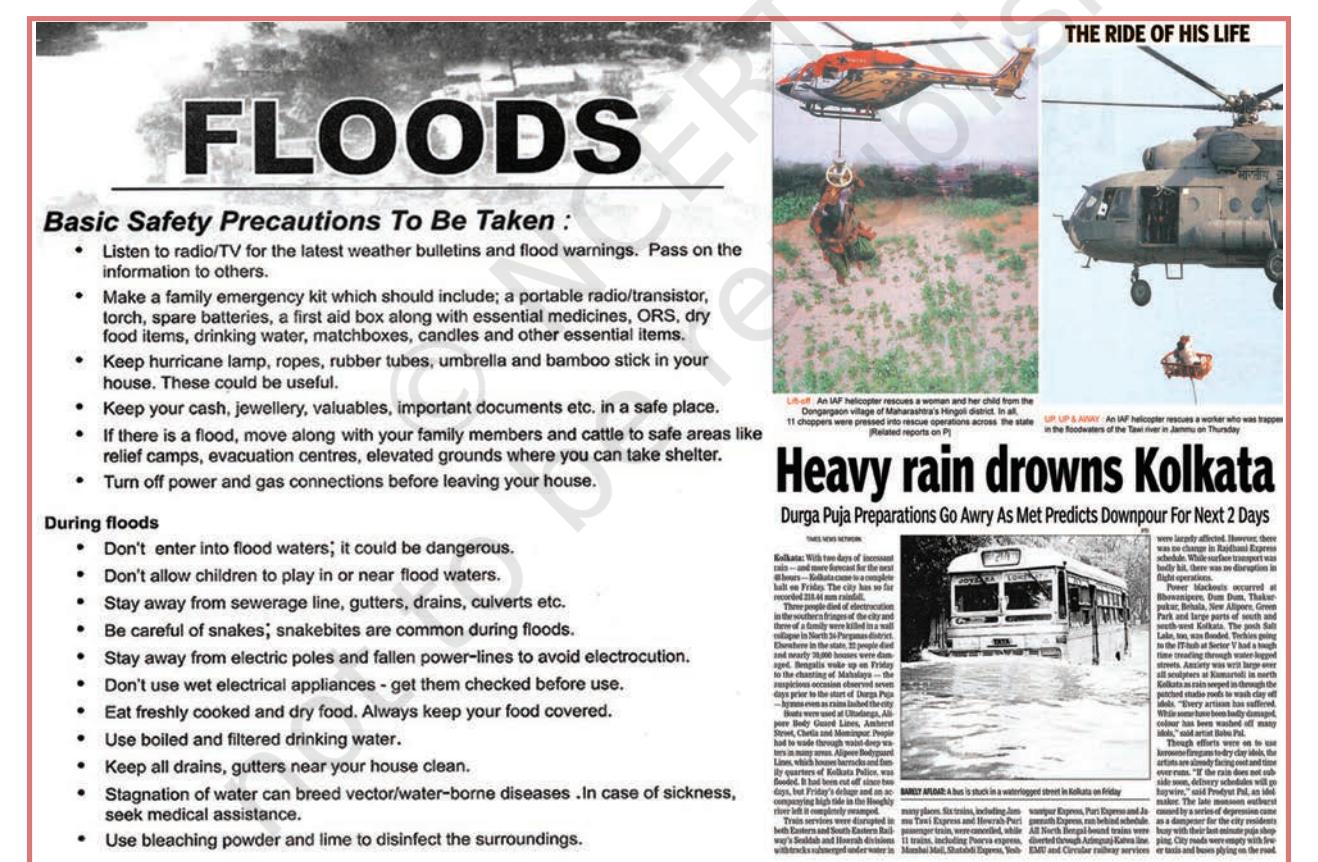 FLOODS
Basic Safety Precautions To Be Taken :
• Listen to radio/TV for the latest weather bulletins and flood warnings. Pass on the
information to others.
• Make a family emergency kit which should include; a portable radio/transistor,
torch, spare batteries, a first aid box along with essential medicines, ORS, dry
food items, drinking water, matchboxes, candles and other essential items.
• Keep hurricane lamp, ropes, rubber tubes, umbrella and bamboo stick in your
house. These could be useful.
• Keep your cash, jewellery, valuables, important documents etc. in a safe place.
• If there is a flood, move along with your family members and cattle to safe areas like
relief camps, evacuation centres, elevated grounds where you can take shelter.
• Turn off power and gas connections before leaving your house.
During floods
• Don't enter into flood waters; it could be dangerous.
• Don't allow children to play in or near flood waters.
• Stay away from sewerage line, gutters, drains, culverts etc.
• Be careful of snakes; snakebites are common during floods.
• Stay away from electric poles and fallen power-lines to avoid electrocution.
• Don't use wet electrical appliances - get them checked before use.
• Eat freshly cooked and dry food. Always keep your food covered.
• Use boiled and filtered drinking water.
• Keep all drains, gutters near your house clean.
• Stagnation of water can breed vector/water-borne diseases .In case of sickness,
seek medical assistance.
• Use bleaching powder and lime to disinfect the surroundings.
THE RIDE OF HIS LIFE
भारतीय
Lift-off : An IAF helicopter rescues a woman and her child from the
Dongargaon village of Maharashtra's Hingoli district. In all,
11 choppers were pressed into rescue operations across the state
|Related reports on P|
UP, UP & AWAY : An IAF helicopter rescues a worker who was trapped
in the floodwaters of the Tawi river in Jammu on Thursday
Heavy rain drowns Kolkata
Durga Puja Preparations Go Awry As Met Predicts Downpour For Next 2 Days
TIMES NEWS NETWORK
Kolkata: With two days of incessant
rain — and more forecast for the next
48 hours — Kolkata came to a complete
halt on Friday. The city has so far
recorded 218.44 mm rainfall.
Three people died of electrocution
in the southern fringes of the city and
three of a family were killed in a wall
collapse in North 24-Parganas district.
Elsewhere in the state, 22 people died
and nearly 70,000 houses were dam-
aged. Bengalis woke up on Friday
to the chanting of Mahalaya — the
auspicious occasion observed seven
days prior to the start of Durga Puja
— hymns even as rains lashed the city.
Boats were used at Ultadanga, Ali-
pore Body Guard Lines, Amherst
Street, Chetla and Mominpur. People
had to wade through waist-deep wa-
ters in many areas. Alipore Bodyguard
Lines, which houses barracks and fam-
ily quarters of Kolkata Police, was
flooded. It had been cut off since two
days, but Friday's deluge and an ac-
companying high tide in the Hooghly
river left it completely swamped.
Train services were disrupted in
both Eastern and South-Eastern Rail-
way's Sealdah and Howrah divisions
with tracks submerged under water in
BARELY AFLOAT: A bus is stuck in a waterlogged street in Kolkata on Friday
many places. Six trains, including Jam-
mu Tawi Express and Howrah-Puri
passenger train, were cancelled, while
11 trains, including Poorva express,
Mumbai Mail, Shatabdi Express, Yesh-
wantpur Express, Puri Express and Ja-
gannath Express, ran behind schedule.
All North Bengal-bound trains were
diverted through Azimgunj-Katwa line.
EMU and Circular railway services
were largely affected. However, there
was no change in Rajdhani Express
schedule. While surface transport was
badly hit, there was no disruption in
flight operations.
Power blackouts occurred at
Bhowanipore, Dum Dum, Thakur-
pukur, Behala, New Alipore, Green
Park and large parts of south and
south-west Kolkata. The posh Salt
Lake, too, was flooded. Techies going
to the IT-hub at Sector V had a tough
time treading through water-logged
streets. Anxiety was writ large over
all sculptors at Kumartoli in north
Kolkata as rain seeped in through the
patched studio roofs to wash clay off
idols. "Every artisan has suffered.
While some have been badly damaged,
colour has been washed off many
idols," said artist Babu Pal.
Though efforts were on to use
kerosene fireguns to dry clay idols, the
artists are already facing cost and time
over-runs. "If the rain does not sub-
side soon, delivery schedules will go
haywire," said Prodyut Pal, an idol
maker. The late monsoon outburst
caused by a series of depression came
as a dampener for the city residents
busy with their last-minute puja shop-
ping. City roads were empty with few-
er taxis and buses plying on the road.
© NCERT
not to be republished